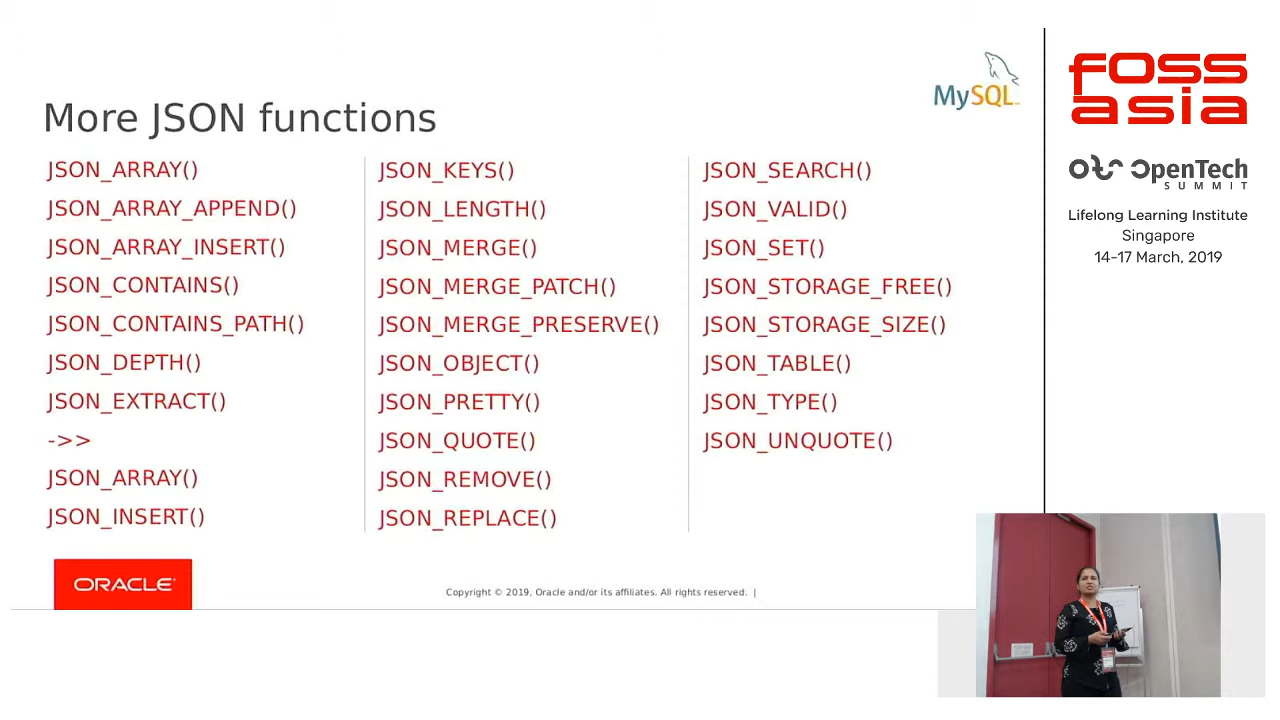 More JSON functions
MySQL
JSON_ARRAY()
JSON_ARRAY_APPEND()
JSON_ARRAY_INSERT()
JSON_CONTAINS()
JSON_CONTAINS_PATH()
JSON_DEPTH()
JSON_EXTRACT()
->>
JSON_ARRAY()
JSON_INSERT()
JSON_KEYS()
JSON_LENGTH()
JSON_MERGE()
JSON_MERGE_PATCH()
JSON_MERGE_PRESERVE()
JSON_OBJECT()
JSON_PRETTY()
JSON_QUOTE()
JSON_REMOVE()
JSON_REPLACE()
JSON_SEARCH()
JSON_VALID()
JSON_SET()
JSON_STORAGE_FREE()
JSON_STORAGE_SIZE()
JSON_TABLE()
JSON_TYPE()
JSON_UNQUOTE()
ORACLE
Copyright © 2019, Oracle and/or its affiliates. All rights reserved. |
foss
asia
OTS OpenTech
SUMMIT
Lifelong Learning Institute
Singapore
14-17 March, 2019